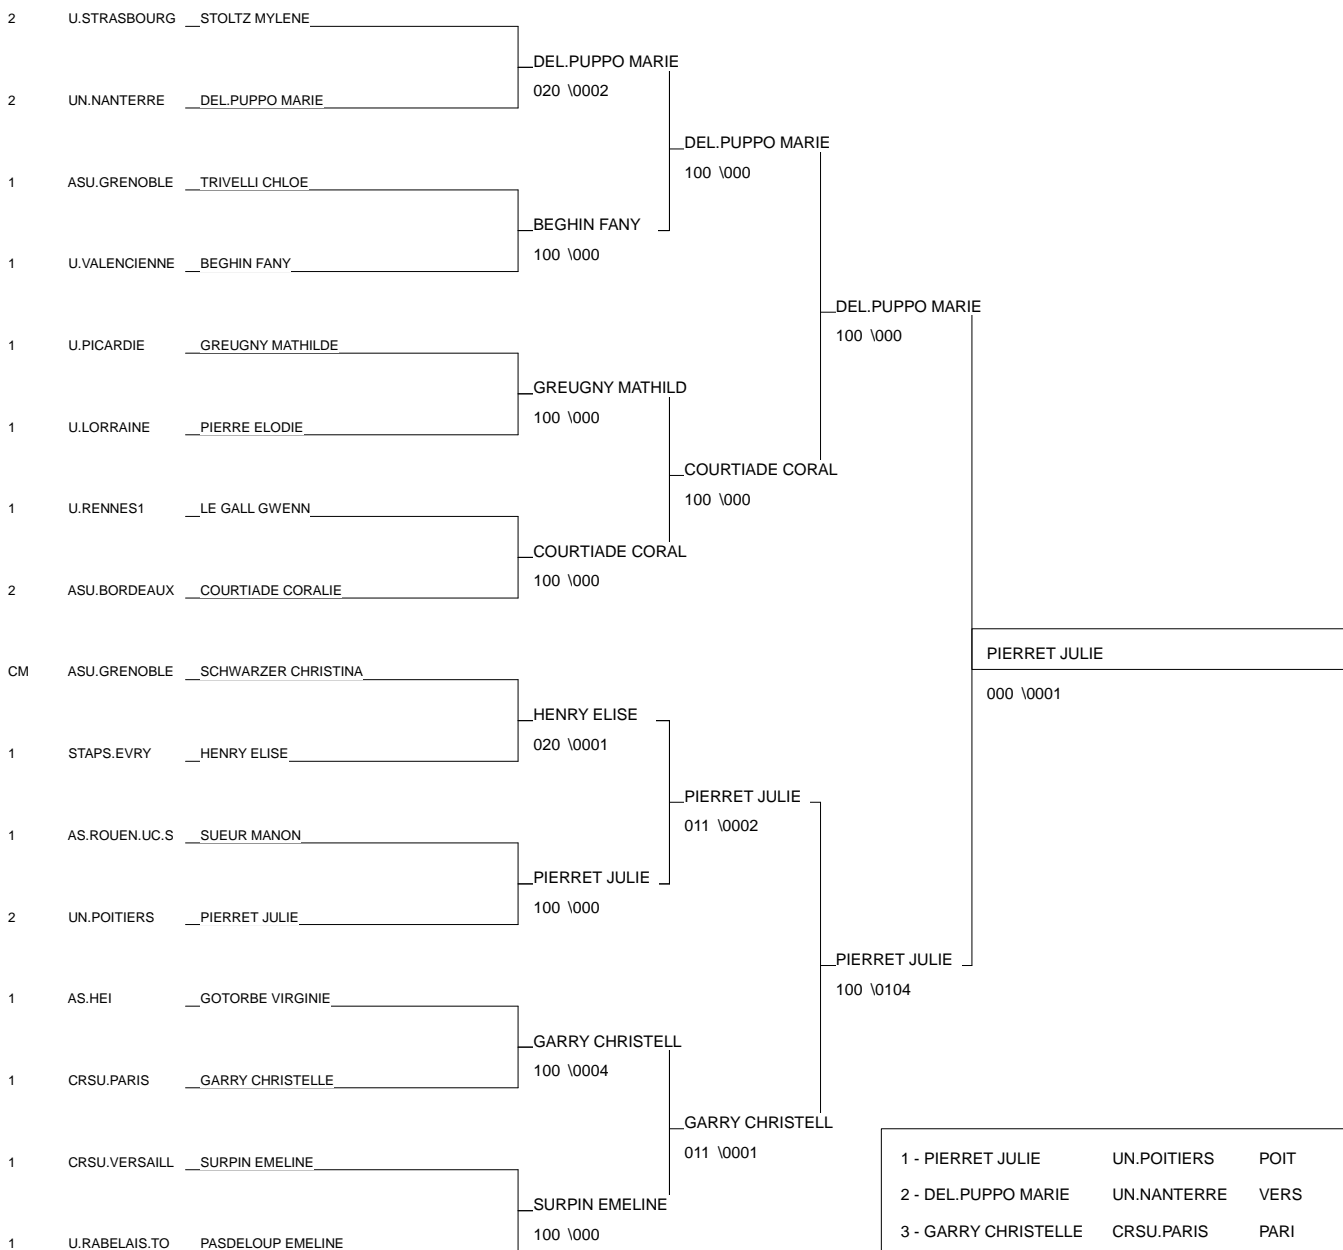 2 U.STRASBOURG STOLTZ MYLENE
DEL.PUPPO MARIE
020 \0002
2 UN.NANTERRE DEL.PUPPO MARIE
DEL.PUPPO MARIE
100 \000
1 ASU.GRENOBLE TRIVELLI CHLOE
BEGHIN FANY
100 \000
1 U.VALENCIENNE BEGHIN FANY
DEL.PUPPO MARIE
100 \000
1 U.PICARDIE GREUGNY MATHILDE
GREUGNY MATHILD
100 \000
1 U.LORRAINE PIERRE ELODIE
COURTIADE CORAL
100 \000
1 U.RENNES1 LE GALL GWENN
COURTIADE CORAL
100 \000
2 ASU.BORDEAUX COURTIADE CORALIE
PIERRET JULIE
000 \0001
CM ASU.GRENOBLE SCHWARZER CHRISTINA
HENRY ELISE
020 \0001
1 STAPS.EVRY HENRY ELISE
PIERRET JULIE
011 \0002
1 AS.ROUEN.UC.S SUEUR MANON
PIERRET JULIE
100 \000
2 UN.POITIERS PIERRET JULIE
PIERRET JULIE
100 \0104
1 AS.HEI GOTORBE VIRGINIE
GARRY CHRISTELL
100 \0004
1 CRSU.PARIS GARRY CHRISTELLE
GARRY CHRISTELL
011 \0001
1 CRSU.VERSAILL SURPIN EMELINE
SURPIN EMELINE
100 \000
1 U.RABELAIS.TO PASDELOUP EMELINE
1 - PIERRET JULIE UN.POITIERS POIT
2 - DEL.PUPPO MARIE UN.NANTERRE VERS
3 - GARRY CHRISTELLE CRSU.PARIS PARI